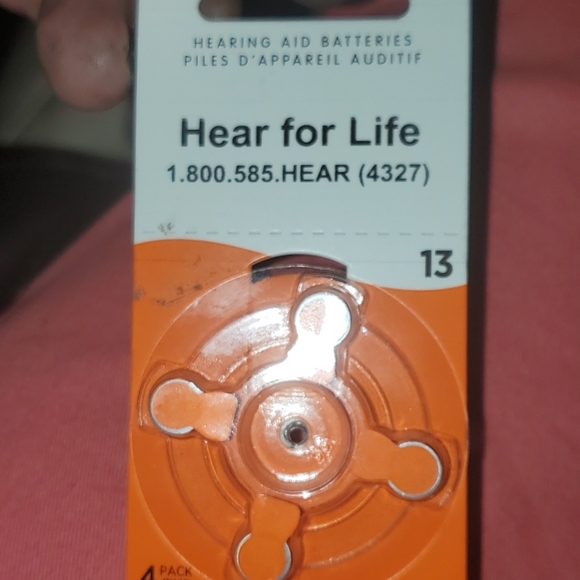 HEARING AID BATTERIES
PILES D'APPAREIL AUDITIF
Hear for Life
1.800.585.HEAR (4327)
13
4 PACK